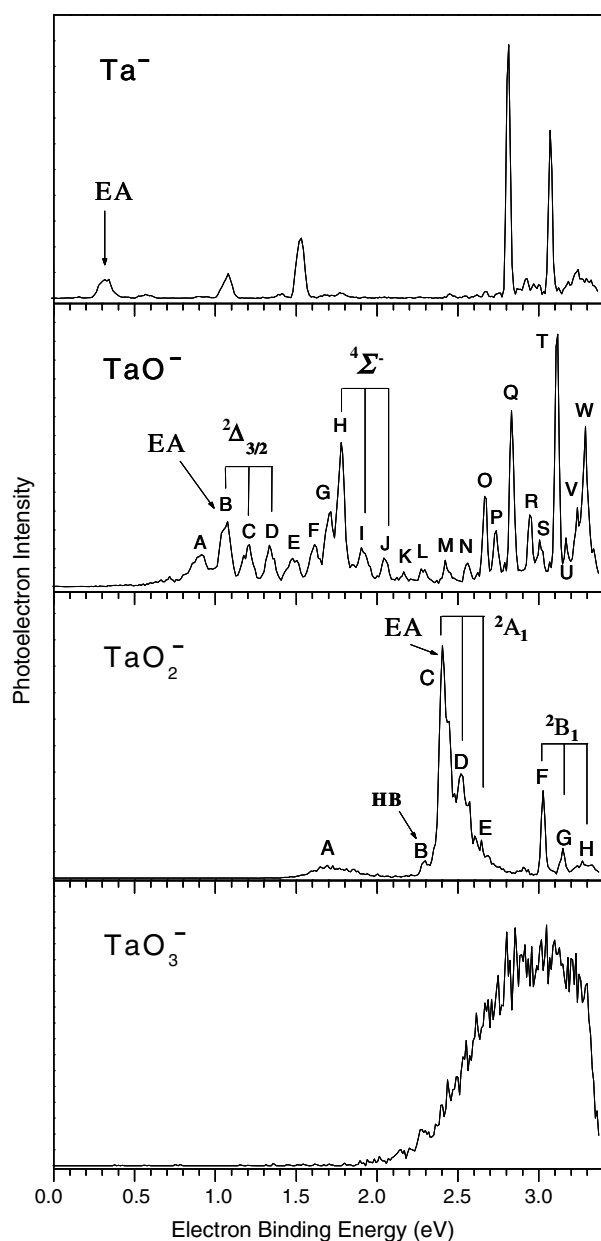 Photoelectron Intensity
Ta⁻
EA
TaO⁻
EA
²Δ₃/₂
⁴Σ⁻
A B C D E F G H I J K L M N O P Q R S T U V W
TaO₂⁻
EA
²A₁
²B₁
HB
A B C D E F G H
TaO₃⁻
0.0 0.5 1.0 1.5 2.0 2.5 3.0
Electron Binding Energy (eV)